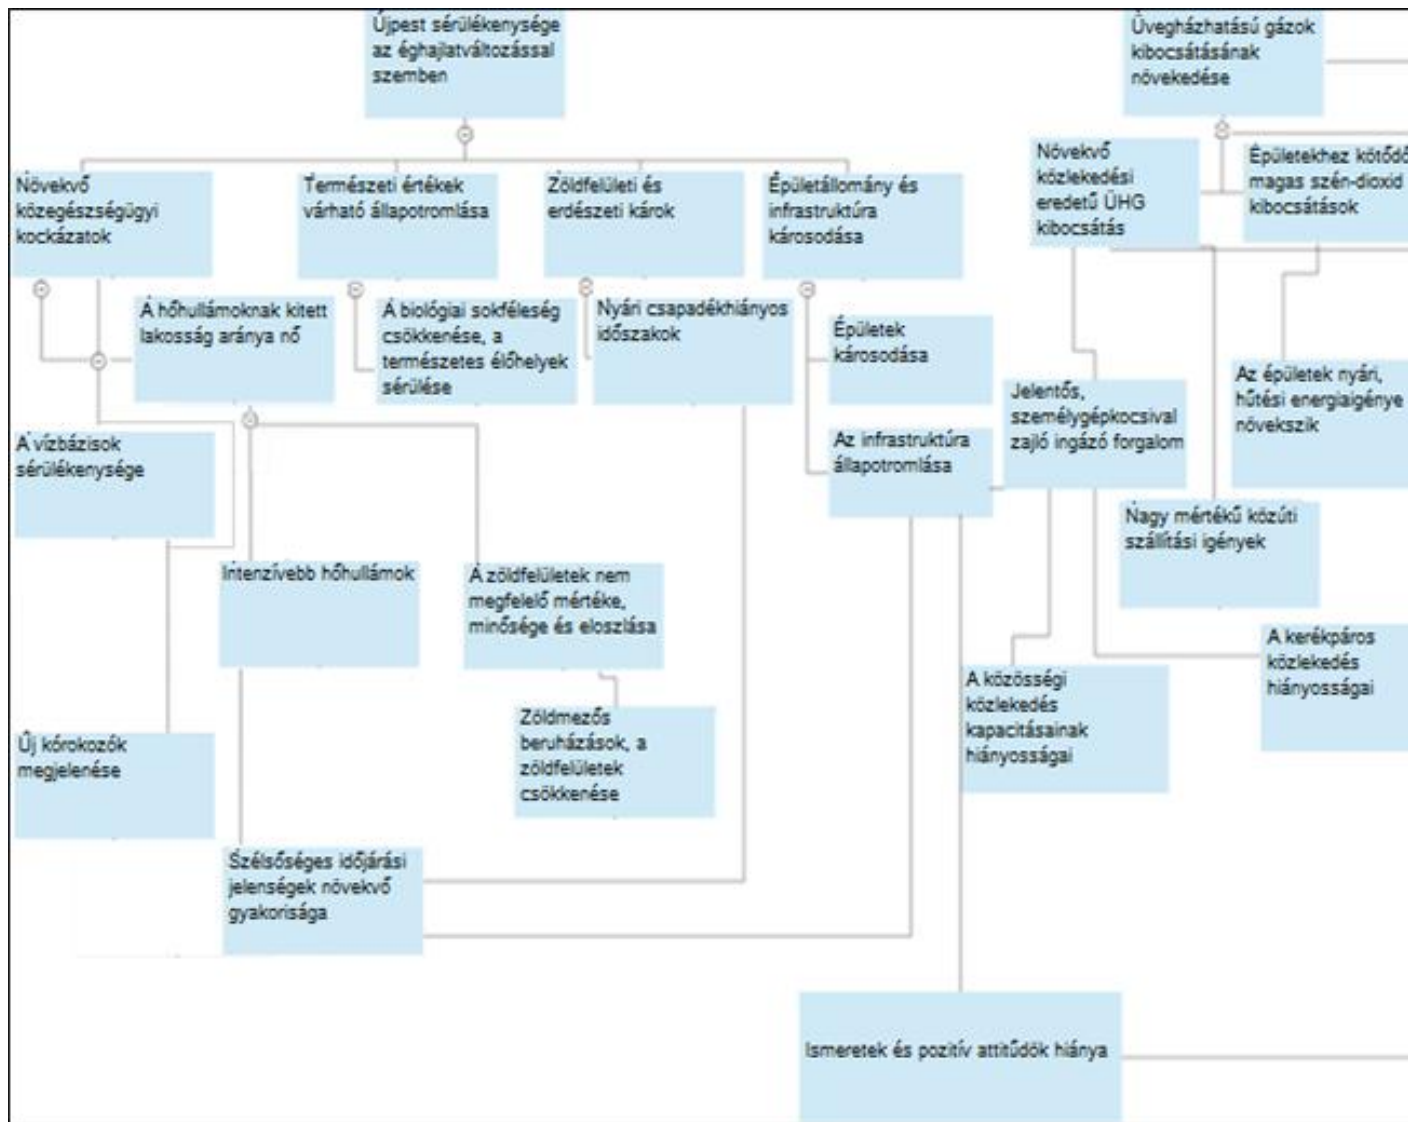 Újpest sérülékenysége
az éghajlatváltozással
szemben
Üvegházhatású gázok
kibocsátásának
növekedése
Növekvő
közegészségügyi
kockázatok
Természeti értékek
várható állapotromlása
Zöldfelületi és
erdészeti károk
Épületállomány és
infrastruktúra
károsodása
Növekvő
közlekedési
eredetű ÜHG
kibocsátás
Épületekhez kötődő
magas szén-dioxid
kibocsátások
A hőhullámoknak kitett
lakosság aránya nő
A biológiai sokféleség
csökkenése, a
természetes élőhelyek
sérülése
Nyári csapadékhiányos
időszakok
Épületek
károsodása
Az infrastruktúra
állapotromlása
Jelentős,
személygépkocsival
zajló ingázó forgalom
Az épületek nyári,
hűtési energiaigénye
növekszik
A vízbázisok
sérülékenysége
Nagy mértékű közúti
szállítási igények
Intenzívebb hőhullámok
A zöldfelületek nem
megfelelő mértéke,
minősége és eloszlása
A közösségi
közlekedés
kapacitásainak
hiányosságai
A kerékpáros
közlekedés
hiányosságai
Új kórokozók
megjelenése
Zöldmezős
beruházások, a
zöldfelületek
csökkenése
Szélsőséges időjárási
jelenségek növekvő
gyakorisága
Ismeretek és pozitív attitűdök hiánya